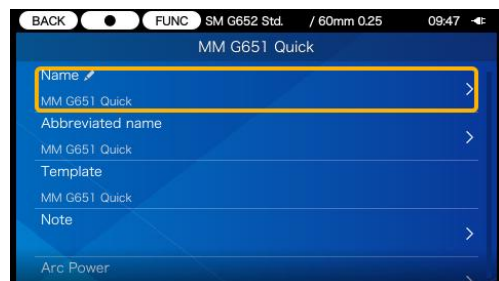 BACK FUNC SM G652 Std. / 60mm 0.25 09:47
MM G651 Quick
Name
MM G651 Quick
Abbreviated name
MM G651 Quick
Template
MM G651 Quick
Note
Arc Power